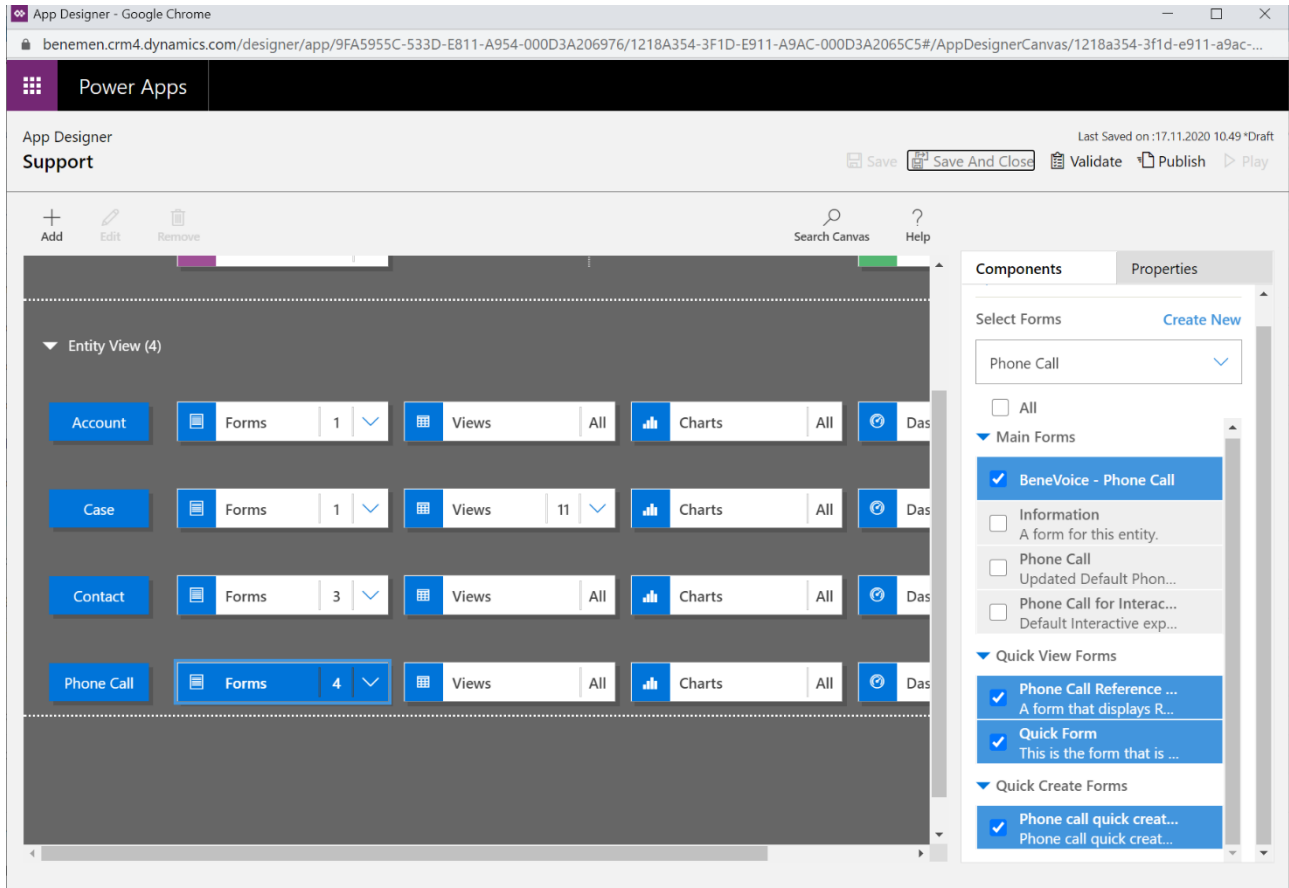 App Designer - Google Chrome
benemen.crm4.dynamics.com/designer/app/9FA5955C-533D-E811-A954-000D3A206976/1218A354-3F1D-E911-A9AC-000D3A2065C5#/AppDesignerCanvas/1218a354-3f1d-e911-a9ac-...
Power Apps
App Designer
Support
Last Saved on :17.11.2020 10.49 *Draft
Save
Save And Close
Validate
Publish
Play
Add
Edit
Remove
Search Canvas
? Help
Entity View (4)
Account
Forms 1
Views All
Charts All
Das
Case
Forms 1
Views 11
Charts All
Das
Contact
Forms 3
Views All
Charts All
Das
Phone Call
Forms 4
Views All
Charts All
Das
Components
Properties
Select Forms
Create New
Phone Call
All
Main Forms
BeneVoice - Phone Call
Information
A form for this entity.
Phone Call
Updated Default Phon...
Phone Call for Interac...
Default Interactive exp...
Quick View Forms
Phone Call Reference ...
A form that displays R...
Quick Form
This is the form that is ...
Quick Create Forms
Phone call quick creat...
Phone call quick creat...